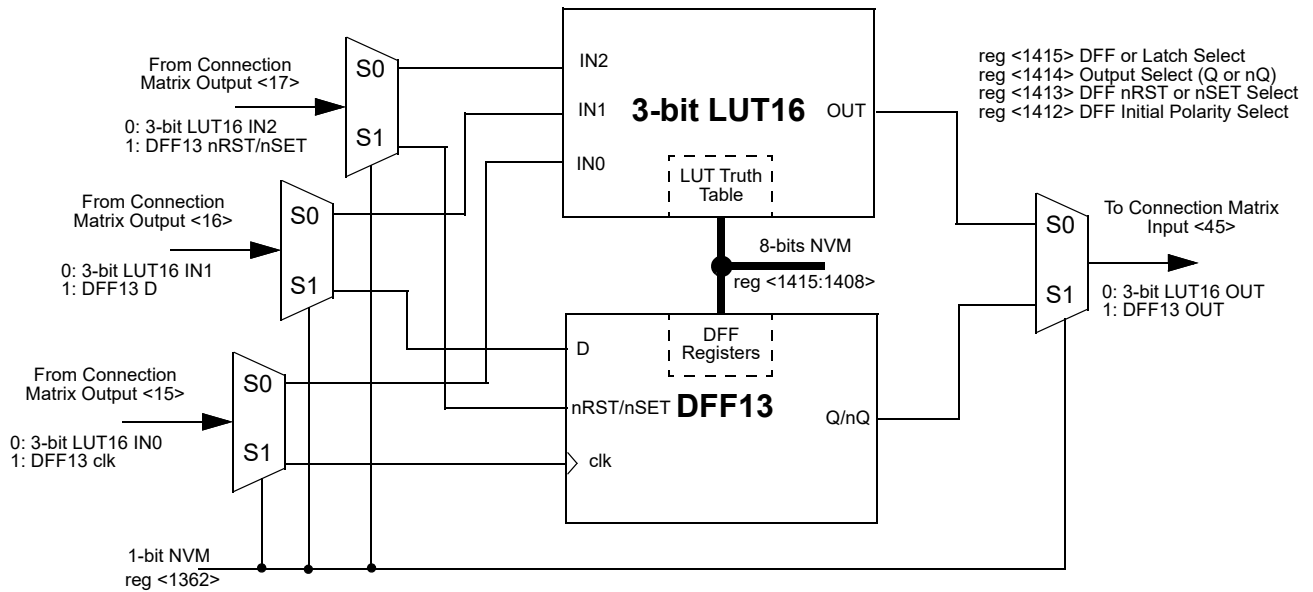 From Connection
Matrix Output <17>
0: 3-bit LUT16 IN2
1: DFF13 nRST/nSET
S0
S1
From Connection
Matrix Output <16>
0: 3-bit LUT16 IN1
1: DFF13 D
S0
S1
From Connection
Matrix Output <15>
0: 3-bit LUT16 IN0
1: DFF13 clk
S0
S1
1-bit NVM
reg <1362>
IN2
IN1
IN0
3-bit LUT16
OUT
LUT Truth
Table
8-bits NVM
reg <1415:1408>
DFF
Registers
D
nRST/nSET
DFF13
clk
Q/nQ
reg <1415> DFF or Latch Select
reg <1414> Output Select (Q or nQ)
reg <1413> DFF nRST or nSET Select
reg <1412> DFF Initial Polarity Select
S0
S1
To Connection Matrix
Input <45>
0: 3-bit LUT16 OUT
1: DFF13 OUT